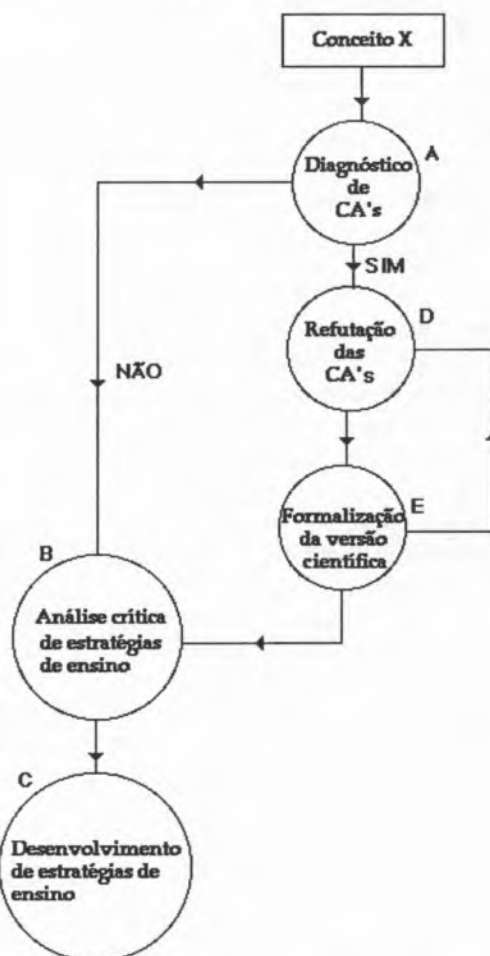 Conceito X
A
Diagnóstico
de
CA's
SIM
D
Refutação
das
CA's
NÃO
E
Formalização
da versão
científica
B
Análise crítica
de estratégias
de ensino
C
Desenvolvimento
de estratégias de
ensino